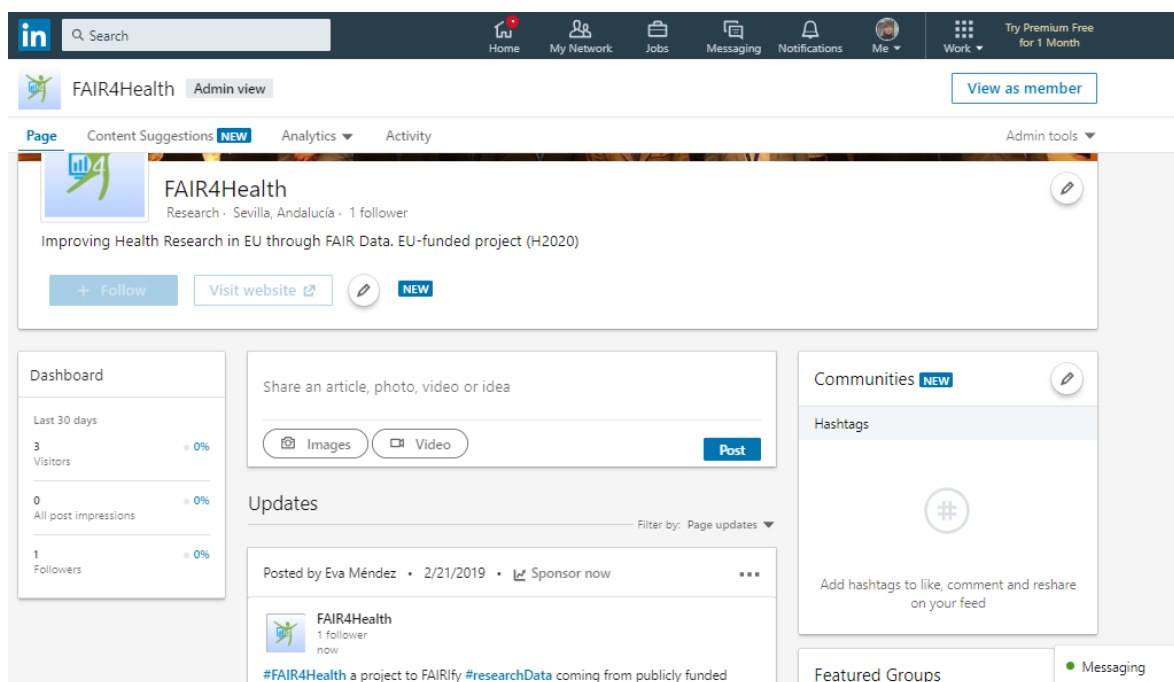 in Search
Home My Network Jobs Messaging Notifications Me Work Try Premium Free
for 1 Month
FAIR4Health Admin view View as member
Page Content Suggestions NEW Analytics Activity Admin tools
4
FAIR4Health
Research · Sevilla, Andalucía · 1 follower
Improving Health Research in EU through FAIR Data. EU-funded project (H2020)
+ Follow Visit website NEW
Dashboard
Last 30 days
3 0%
Visitors
0 0%
All post impressions
1 0%
Followers
Share an article, photo, video or idea
Images Video Post
Updates
Filter by: Page updates
Posted by Eva Méndez • 2/21/2019 • Sponsor now
FAIR4Health
1 follower
now
#FAIR4Health a project to FAIRIfy #researchData coming from publicly funded
Communities NEW
Hashtags
#
Add hashtags to like, comment and reshare
on your feed
Featured Groups
Messaging